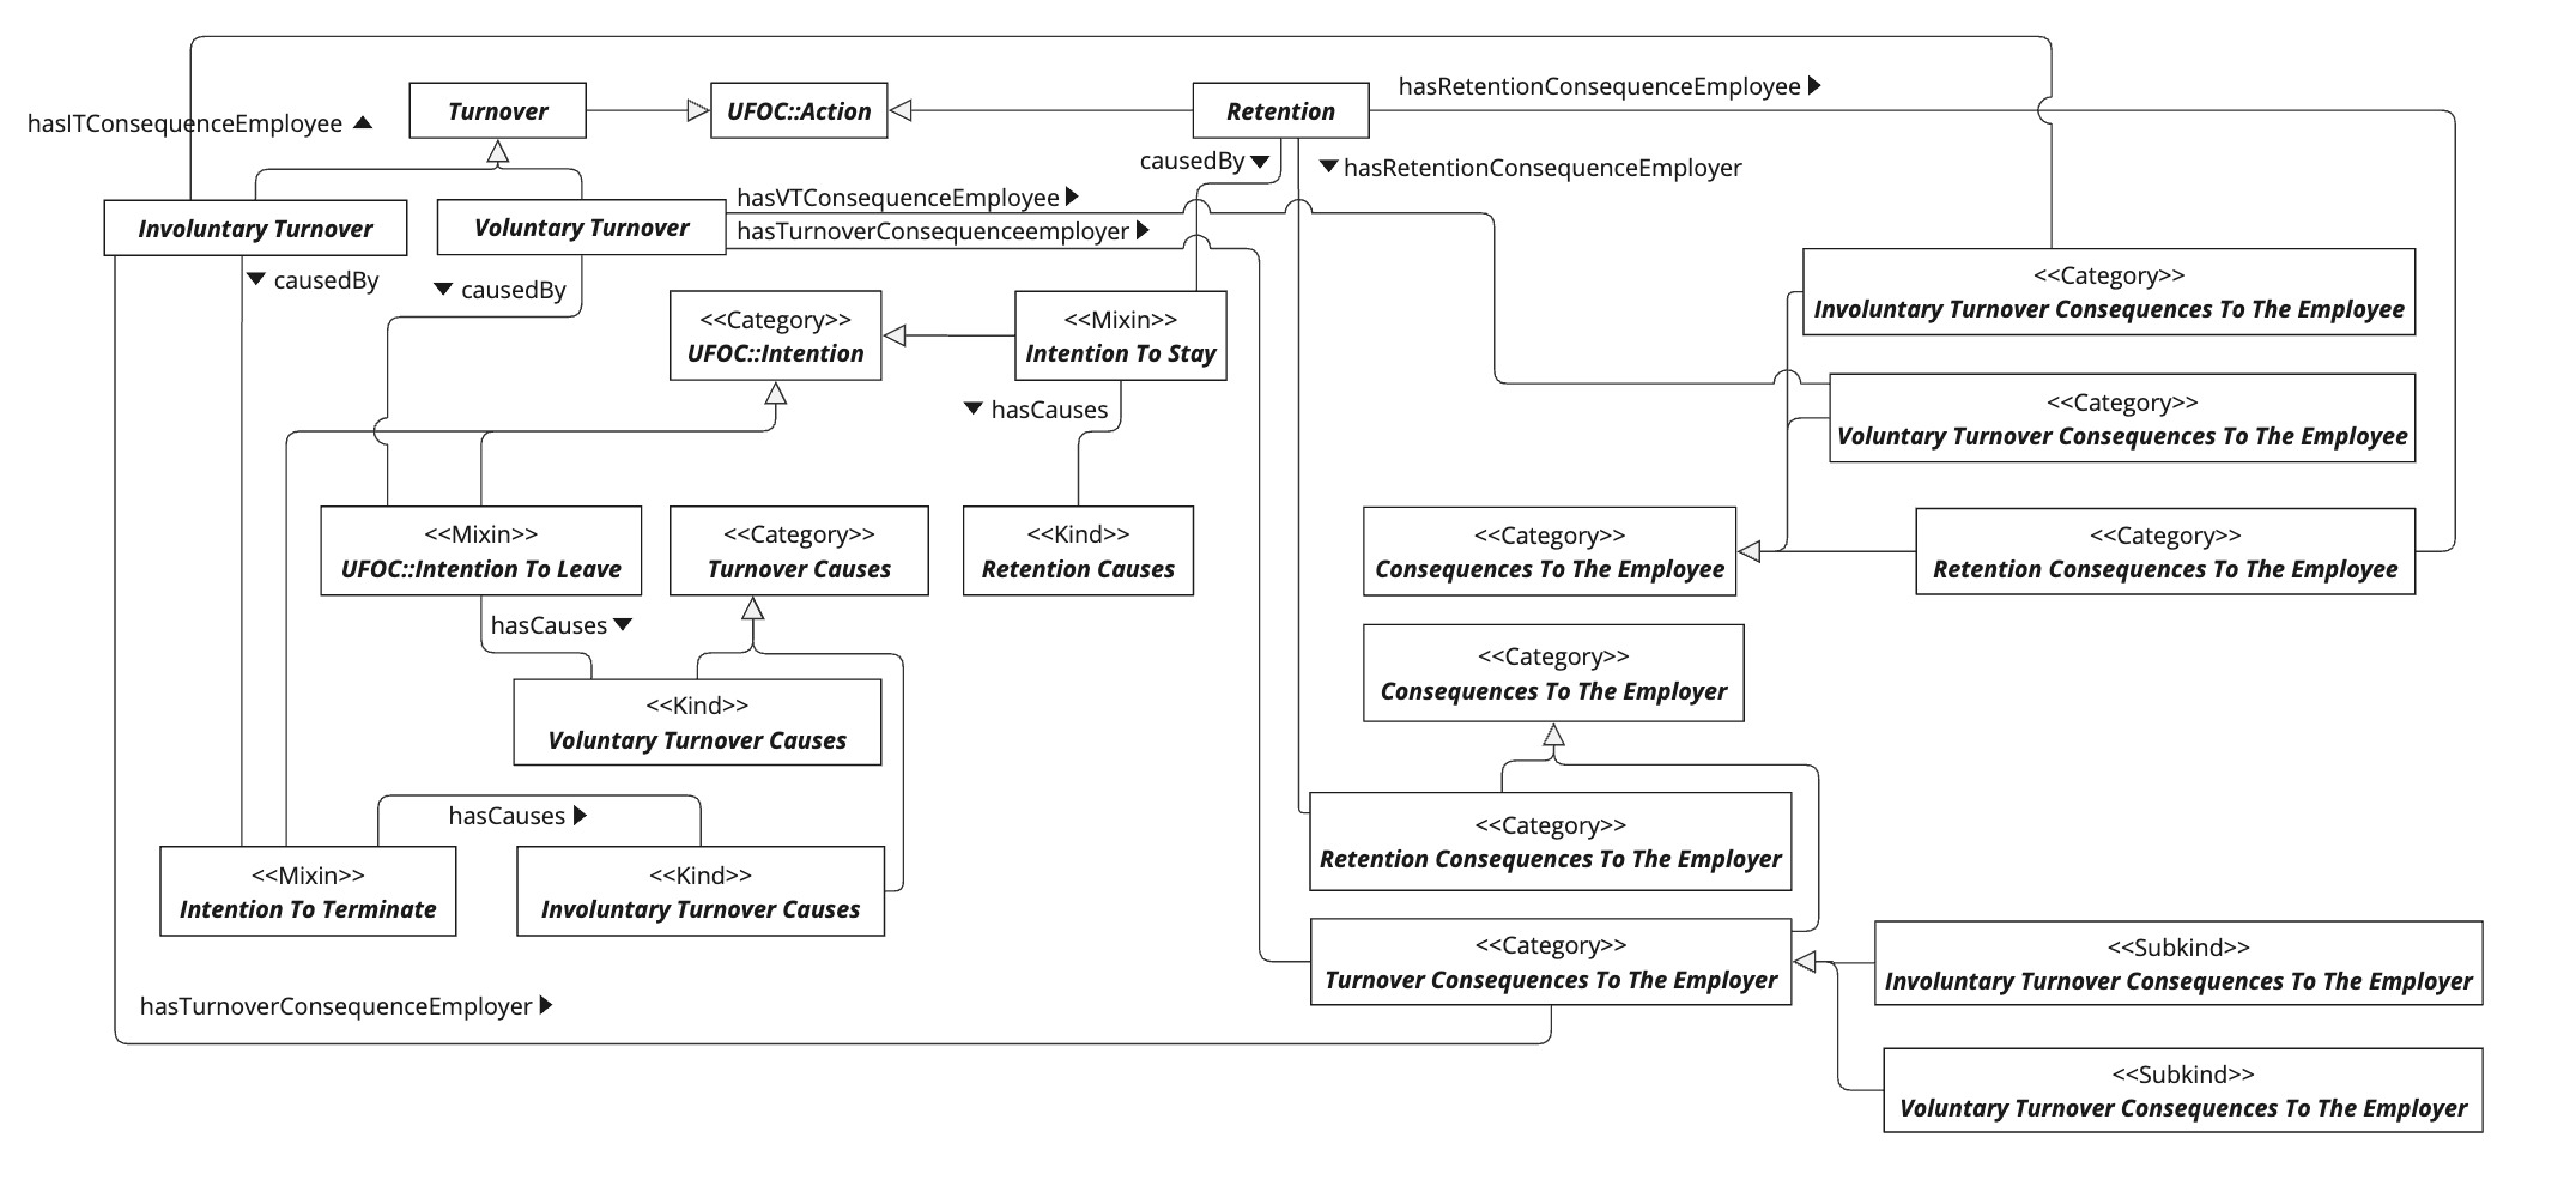 hasRetentionConsequenceEmployee
Turnover
UFOC::Action
Retention
hasITConsequenceEmployee
causedBy
hasRetentionConsequenceEmployer
hasVTConsequenceEmployee
Involuntary Turnover
Voluntary Turnover
hasTurnoverConsequenceemployer
causedBy
causedBy
<<Category>>
UFOC::Intention
<<Mixin>>
Intention To Stay
<<Category>>
Involuntary Turnover Consequences To The Employee
hasCauses
<<Category>>
Voluntary Turnover Consequences To The Employee
<<Mixin>>
UFOC::Intention To Leave
<<Category>>
Turnover Causes
<<Kind>>
Retention Causes
<<Category>>
Consequences To The Employee
<<Category>>
Retention Consequences To The Employee
hasCauses
<<Category>>
Consequences To The Employer
<<Kind>>
Voluntary Turnover Causes
hasCauses
<<Category>>
Retention Consequences To The Employer
<<Mixin>>
Intention To Terminate
<<Kind>>
Involuntary Turnover Causes
<<Category>>
Turnover Consequences To The Employer
<<Subkind>>
Involuntary Turnover Consequences To The Employer
hasTurnoverConsequenceEmployer
<<Subkind>>
Voluntary Turnover Consequences To The Employer